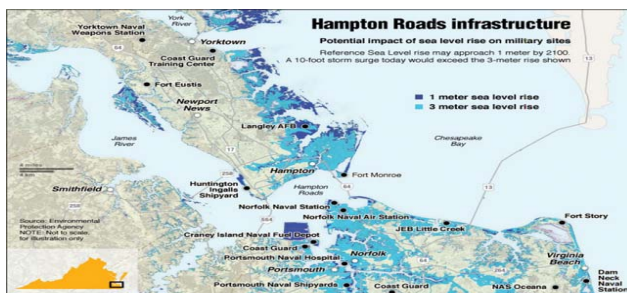 Hampton Roads infrastructure
Potential impact of sea level rise on military sites
Reference Sea Level rise may approach 1 meter by 2100.
A 10-foot storm surge today would exceed the 3-meter rise shown
1 meter sea level rise
3 meter sea level rise
York
River
Yorktown Naval
Weapons Station
64
Yorktown
Coast Guard
Training Center
13
Fort Eustis
Newport
News
James
River
Langley AFB
Chesapeake
Bay
17
Hampton
258
Fort Monroe
Smithfield
Huntington
Ingalls
Shipyard
Hampton
Roads
64
13
258
Norfolk Naval Station
664
Norfolk Naval Air Station
Fort Story
JEB Little Creek
Source: Environmental
Protection Agency
NOTE: Not to scale,
for illustration only
Craney Island Naval Fuel Depot
Coast Guard
Norfolk
Virginia
Beach
Portsmouth Naval Hospital
Portsmouth
264
Dam
Neck
Naval
Station
Portsmouth Naval Shipyards
Coast Guard
NAS Oceana